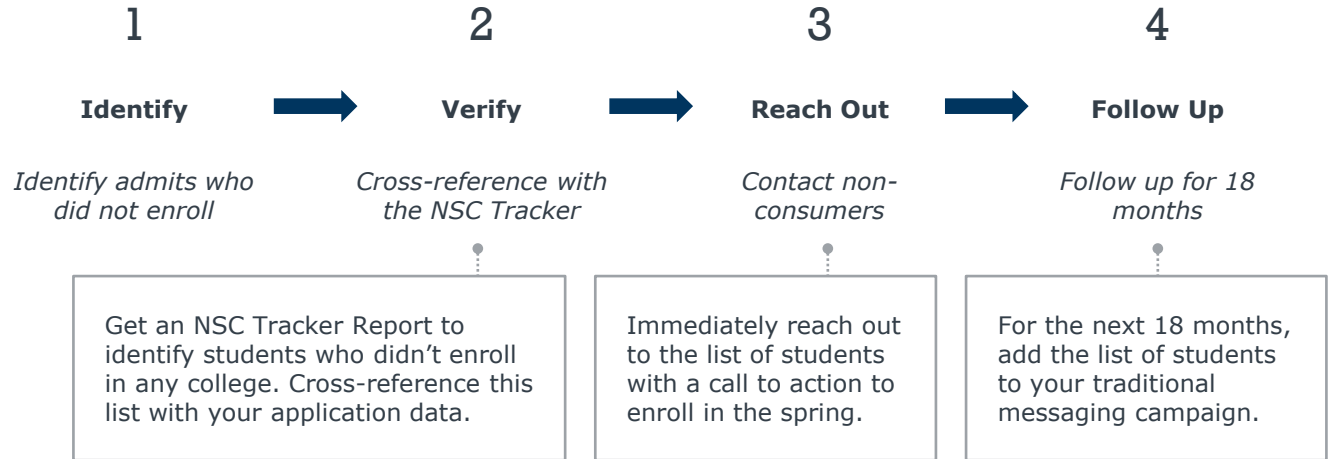 1
2
3
4
Identify
Verify
Reach Out
Follow Up
Identify admits who
did not enroll
Cross-reference with
the NSC Tracker
Contact non-
consumers
Follow up for 18
months
Get an NSC Tracker Report to
identify students who didn’t enroll
in any college. Cross-reference this
list with your application data.
Immediately reach out
to the list of students
with a call to action to
enroll in the spring.
For the next 18 months,
add the list of students
to your traditional
messaging campaign.